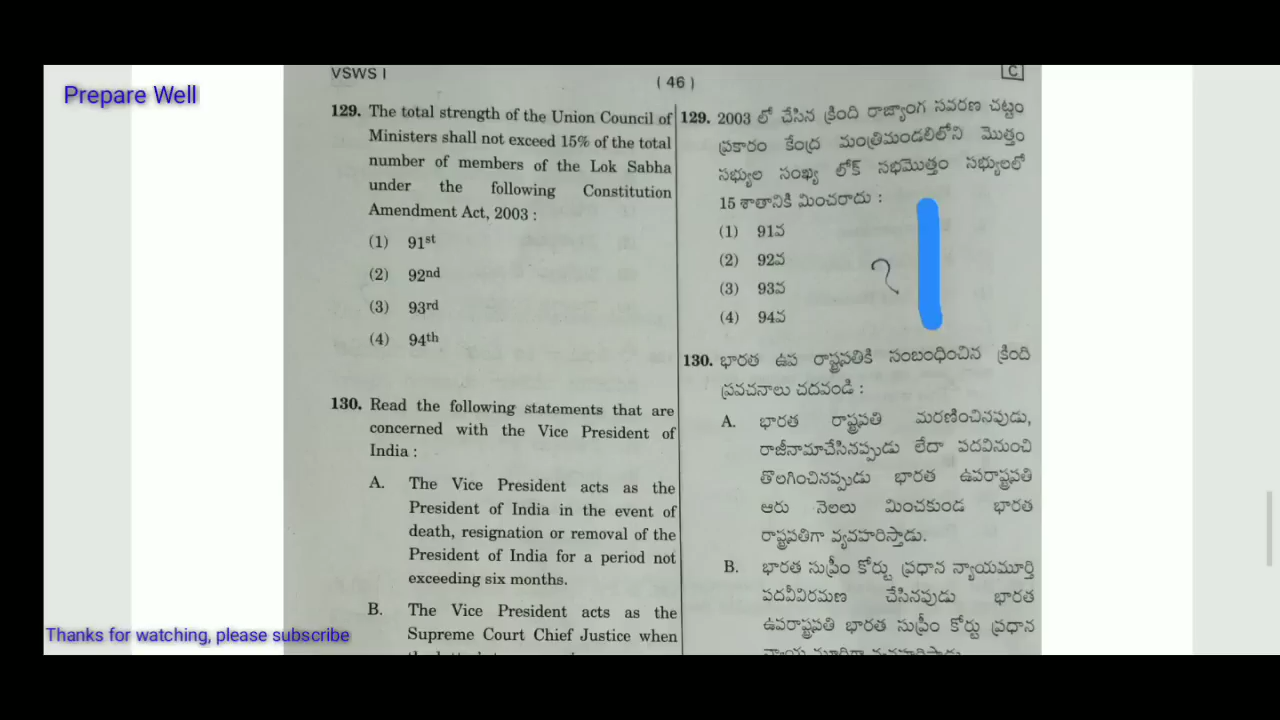 VSWS I
( 46 )
C
Prepare Well
129. The total strength of the Union Council of
Ministers shall not exceed 15% of the total
number of members of the Lok Sabha
under the following Constitution
Amendment Act, 2003 :
(1) 91st
(2) 92nd
(3) 93rd
(4) 94th
130. Read the following statements that are
concerned with the Vice President of
India :
A. The Vice President acts as the
President of India in the event of
death, resignation or removal of the
President of India for a period not
exceeding six months.
B. The Vice President acts as the
Supreme Court Chief Justice when
129. 2003 లో చేసిన క్రింది రాజ్యాంగ సవరణ చట్టం
ప్రకారం కేంద్ర మంత్రిమండలిలోని మొత్తం
సభ్యుల సంఖ్య లోక్ సభమొత్తం సభ్యులలో
15 శాతానికి మించరాదు :
(1) 91వ
(2) 92వ
(3) 93వ
(4) 94వ
130. భారత ఉప రాష్ట్రపతికి సంబంధించిన క్రింది
ప్రవచనాలు చదవండి :
A. భారత రాష్ట్రపతి మరణించినపుడు,
రాజీనామాచేసినప్పుడు లేదా పదవినుంచి
తొలగించినప్పుడు భారత ఉపరాష్ట్రపతి
ఆరు నెలలు మించకుండ భారత
రాష్ట్రపతిగా వ్యవహరిస్తాడు.
B. భారత సుప్రీం కోర్టు ప్రధాన న్యాయమూర్తి
పదవీవిరమణ చేసినపుడు భారత
ఉపరాష్ట్రపతి భారత సుప్రీం కోర్టు ప్రధాన
Thanks for watching, please subscribe